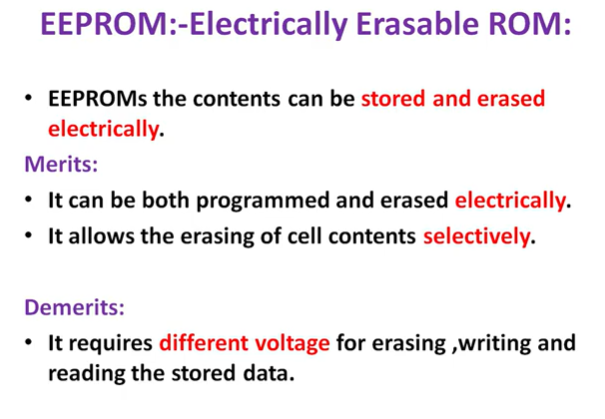 EEPROM:-Electrically Erasable ROM:
• EEPROMs the contents can be stored and erased
electrically.
Merits:
• It can be both programmed and erased electrically.
• It allows the erasing of cell contents selectively.
Demerits:
• It requires different voltage for erasing ,writing and
reading the stored data.